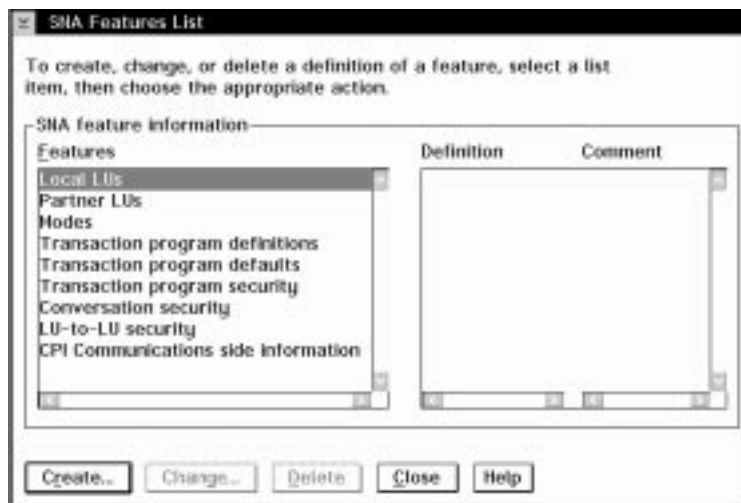 SNA Features List
To create, change, or delete a definition of a feature, select a list
item, then choose the appropriate action.
SNA feature information
Features
Definition
Comment
Local LUs
Partner LUs
Modes
Transaction program definitions
Transaction program defaults
Transaction program security
Conversation security
LU-to-LU security
CPI Communications side information
Create...
Change...
Delete
Close
Help